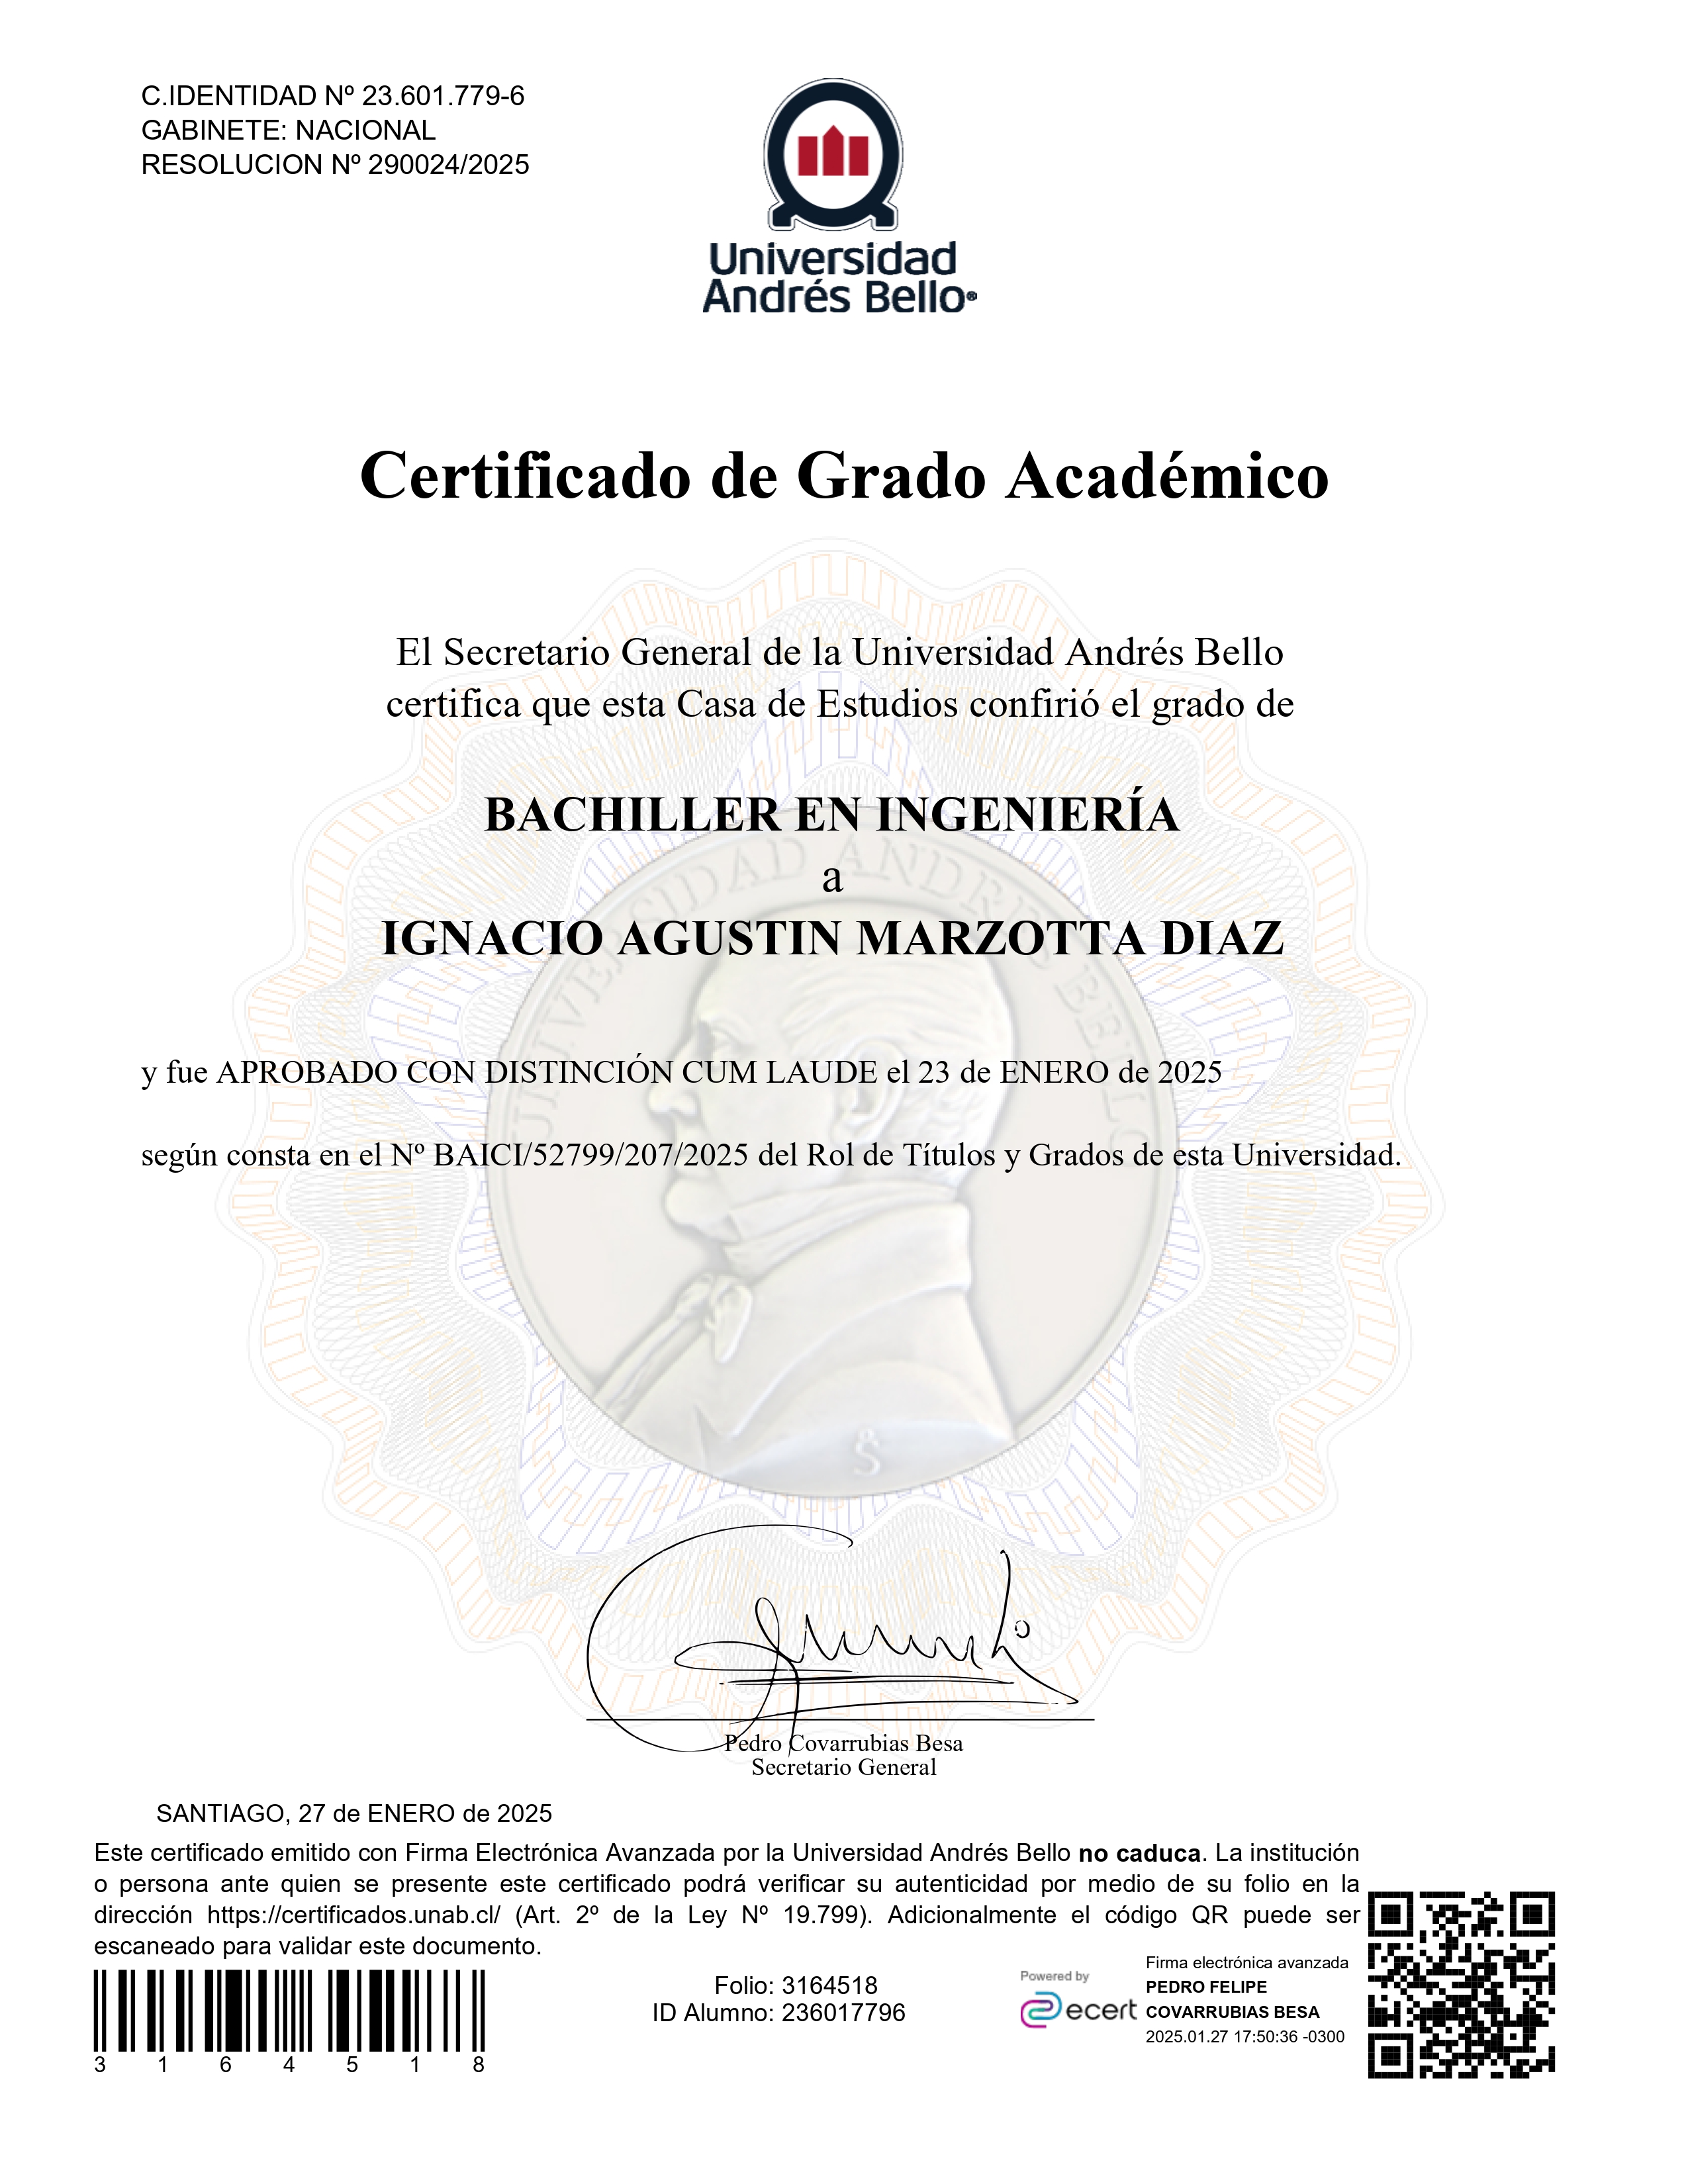 C.IDENTIDAD Nº 23.601.779-6
GABINETE: NACIONAL
RESOLUCION Nº 290024/2025
Universidad
Andrés Bello®
Certificado de Grado Académico
El Secretario General de la Universidad Andrés Bello
certifica que esta Casa de Estudios confirió el grado de
BACHILLER EN INGENIERÍA
a
IGNACIO AGUSTIN MARZOTTA DIAZ
UNIVERSIDAD ANDRES BELLO
y fue APROBADO CON DISTINCIÓN CUM LAUDE el 23 de ENERO de 2025
según consta en el Nº BAICI/52799/207/2025 del Rol de Títulos y Grados de esta Universidad.
Pedro Covarrubias Besa
Secretario General
SANTIAGO, 27 de ENERO de 2025
Este certificado emitido con Firma Electrónica Avanzada por la Universidad Andrés Bello no caduca. La institución
o persona ante quien se presente este certificado podrá verificar su autenticidad por medio de su folio en la
dirección https://certificados.unab.cl/ (Art. 2º de la Ley Nº 19.799). Adicionalmente el código QR puede ser
escaneado para validar este documento.
3 1 6 4 5 1 8
Folio: 3164518
ID Alumno: 236017796
Powered by
ecert
Firma electrónica avanzada
PEDRO FELIPE
COVARRUBIAS BESA
2025.01.27 17:50:36 -0300